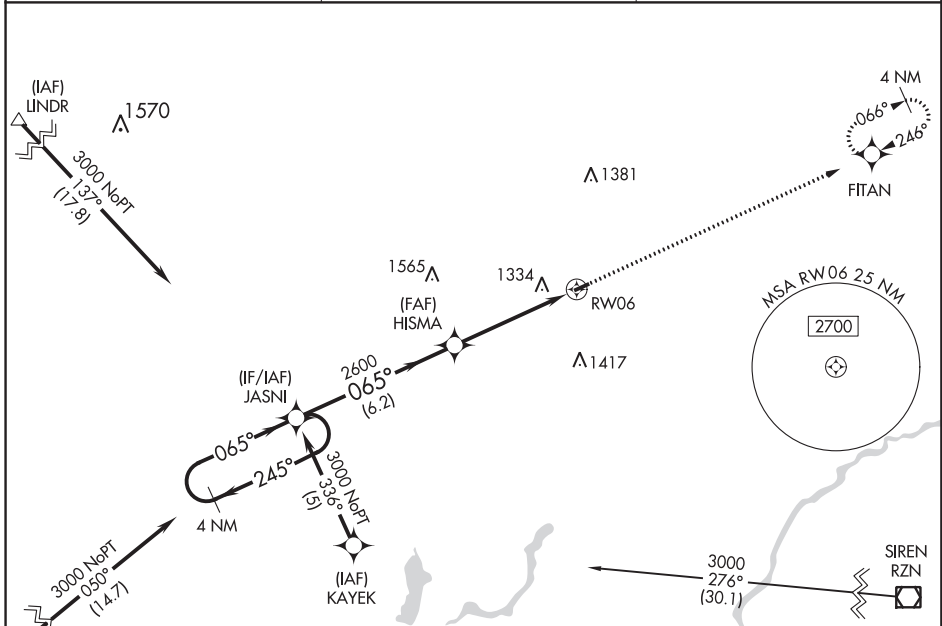 (IAF)
LINDR
1570
3000 NoPT
137°
(17.8)
4 NM
066°
246°
FITAN
1381
1565
1334
RW06
(FAF)
HISMA
MSA RW06 25 NM
2700
1417
2600
065°
(6.2)
(IF/IAF)
JASNI
065°
245°
4 NM
3000 NoPT
336°
(5)
(IAF)
KAYEK
3000 NoPT
050°
(14.7)
3000
276°
(30.1)
SIREN
RZN